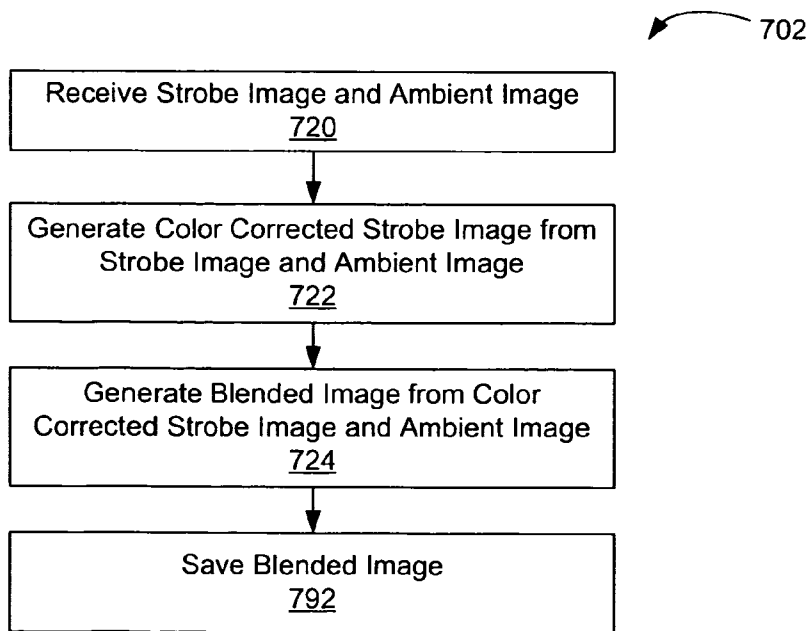 702
Receive Strobe Image and Ambient Image
720
Generate Color Corrected Strobe Image from
Strobe Image and Ambient Image
722
Generate Blended Image from Color
Corrected Strobe Image and Ambient Image
724
Save Blended Image
792